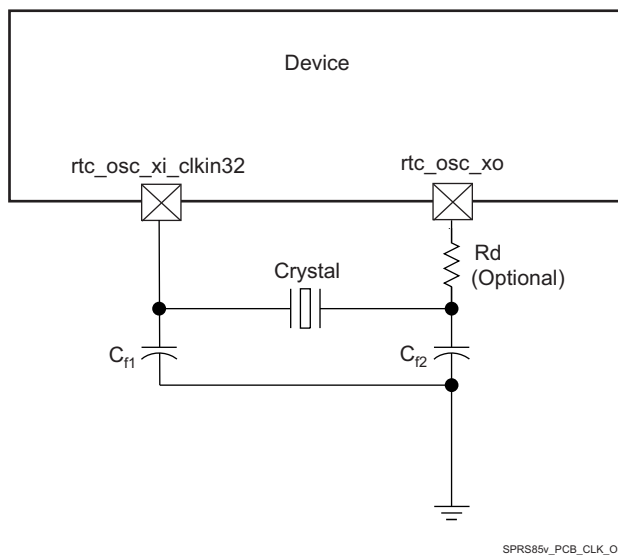 Device
rtc_osc_xi_clkin32
rtc_osc_xo
Rd
(Optional)
Crystal
Cf1
Cf2
SPRS85v_PCB_CLK_O